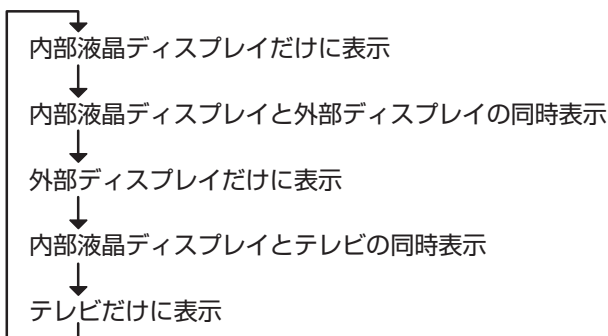 内部液晶ディスプレイだけに表示
内部液晶ディスプレイと外部ディスプレイの同時表示
外部ディスプレイだけに表示
内部液晶ディスプレイとテレビの同時表示
テレビだけに表示